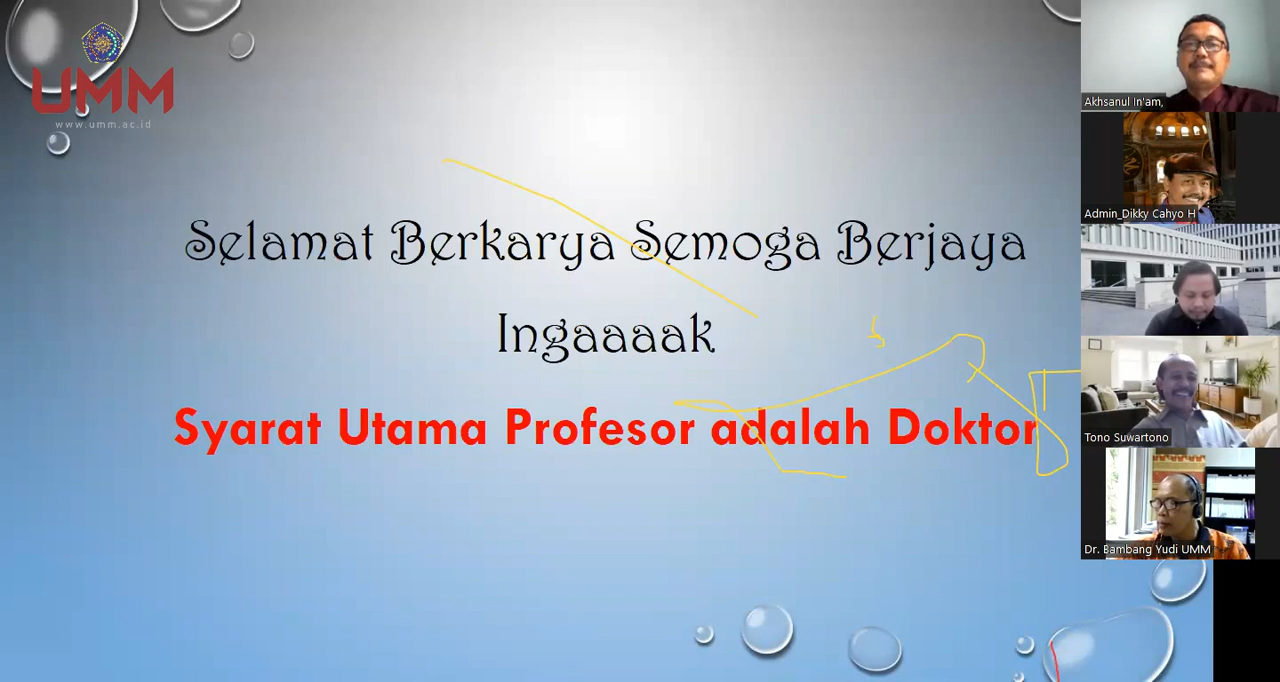 UMM
www.umm.ac.id
Selamat Berkarya Semoga Berjaya
Ingaaaak
Syarat Utama Profesor adalah Doktor
Akhsanul In'am,
Admin_Dikky Cahyo H
Tono Suwartono
Dr. Bambang Yudi UMM